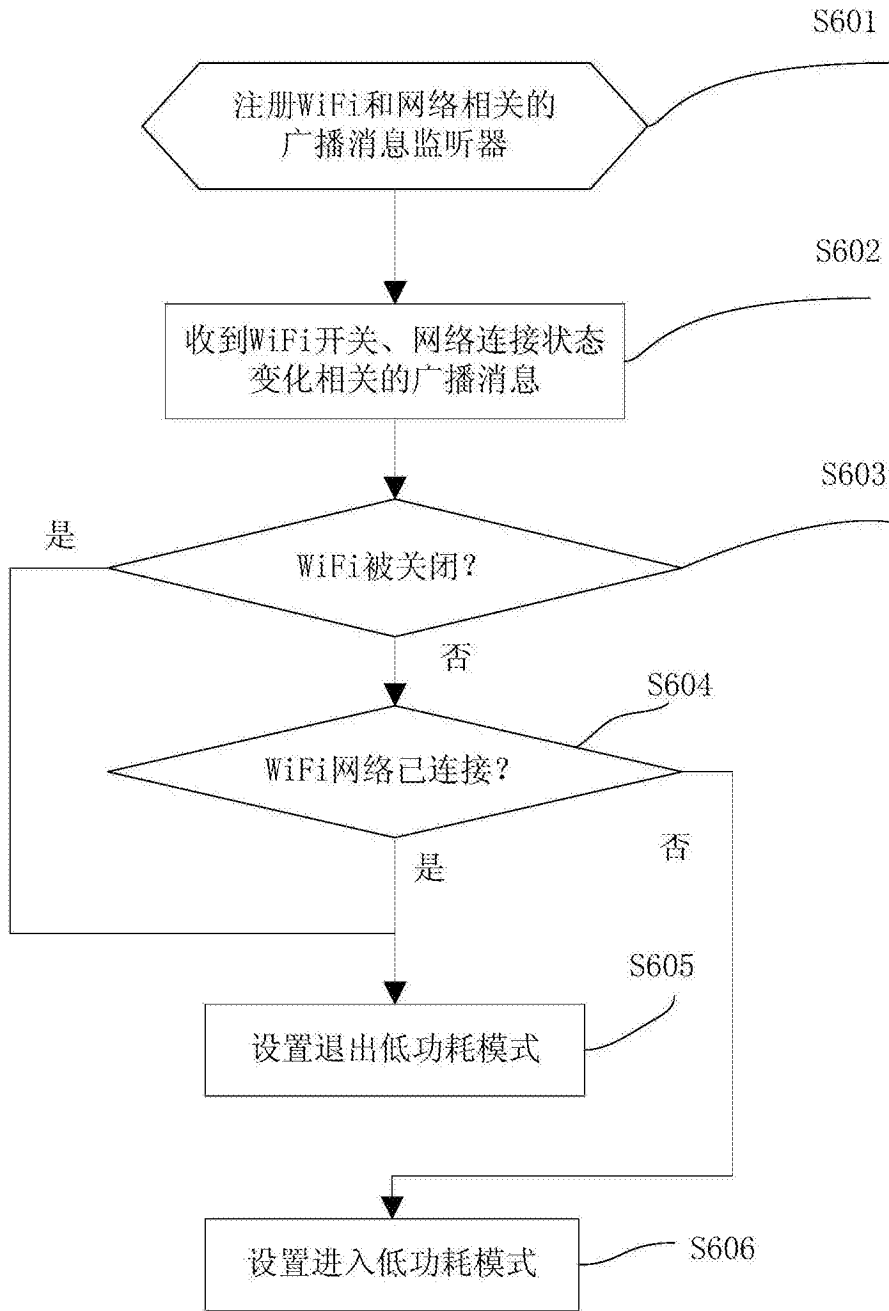 S601
注册WiFi和网络相关的
广播消息监听器
S602
收到WiFi开关、网络连接状态
变化相关的广播消息
S603
是
WiFi被关闭?
否
S604
WiFi网络已连接?
否
是
S605
设置退出低功耗模式
S606
设置进入低功耗模式